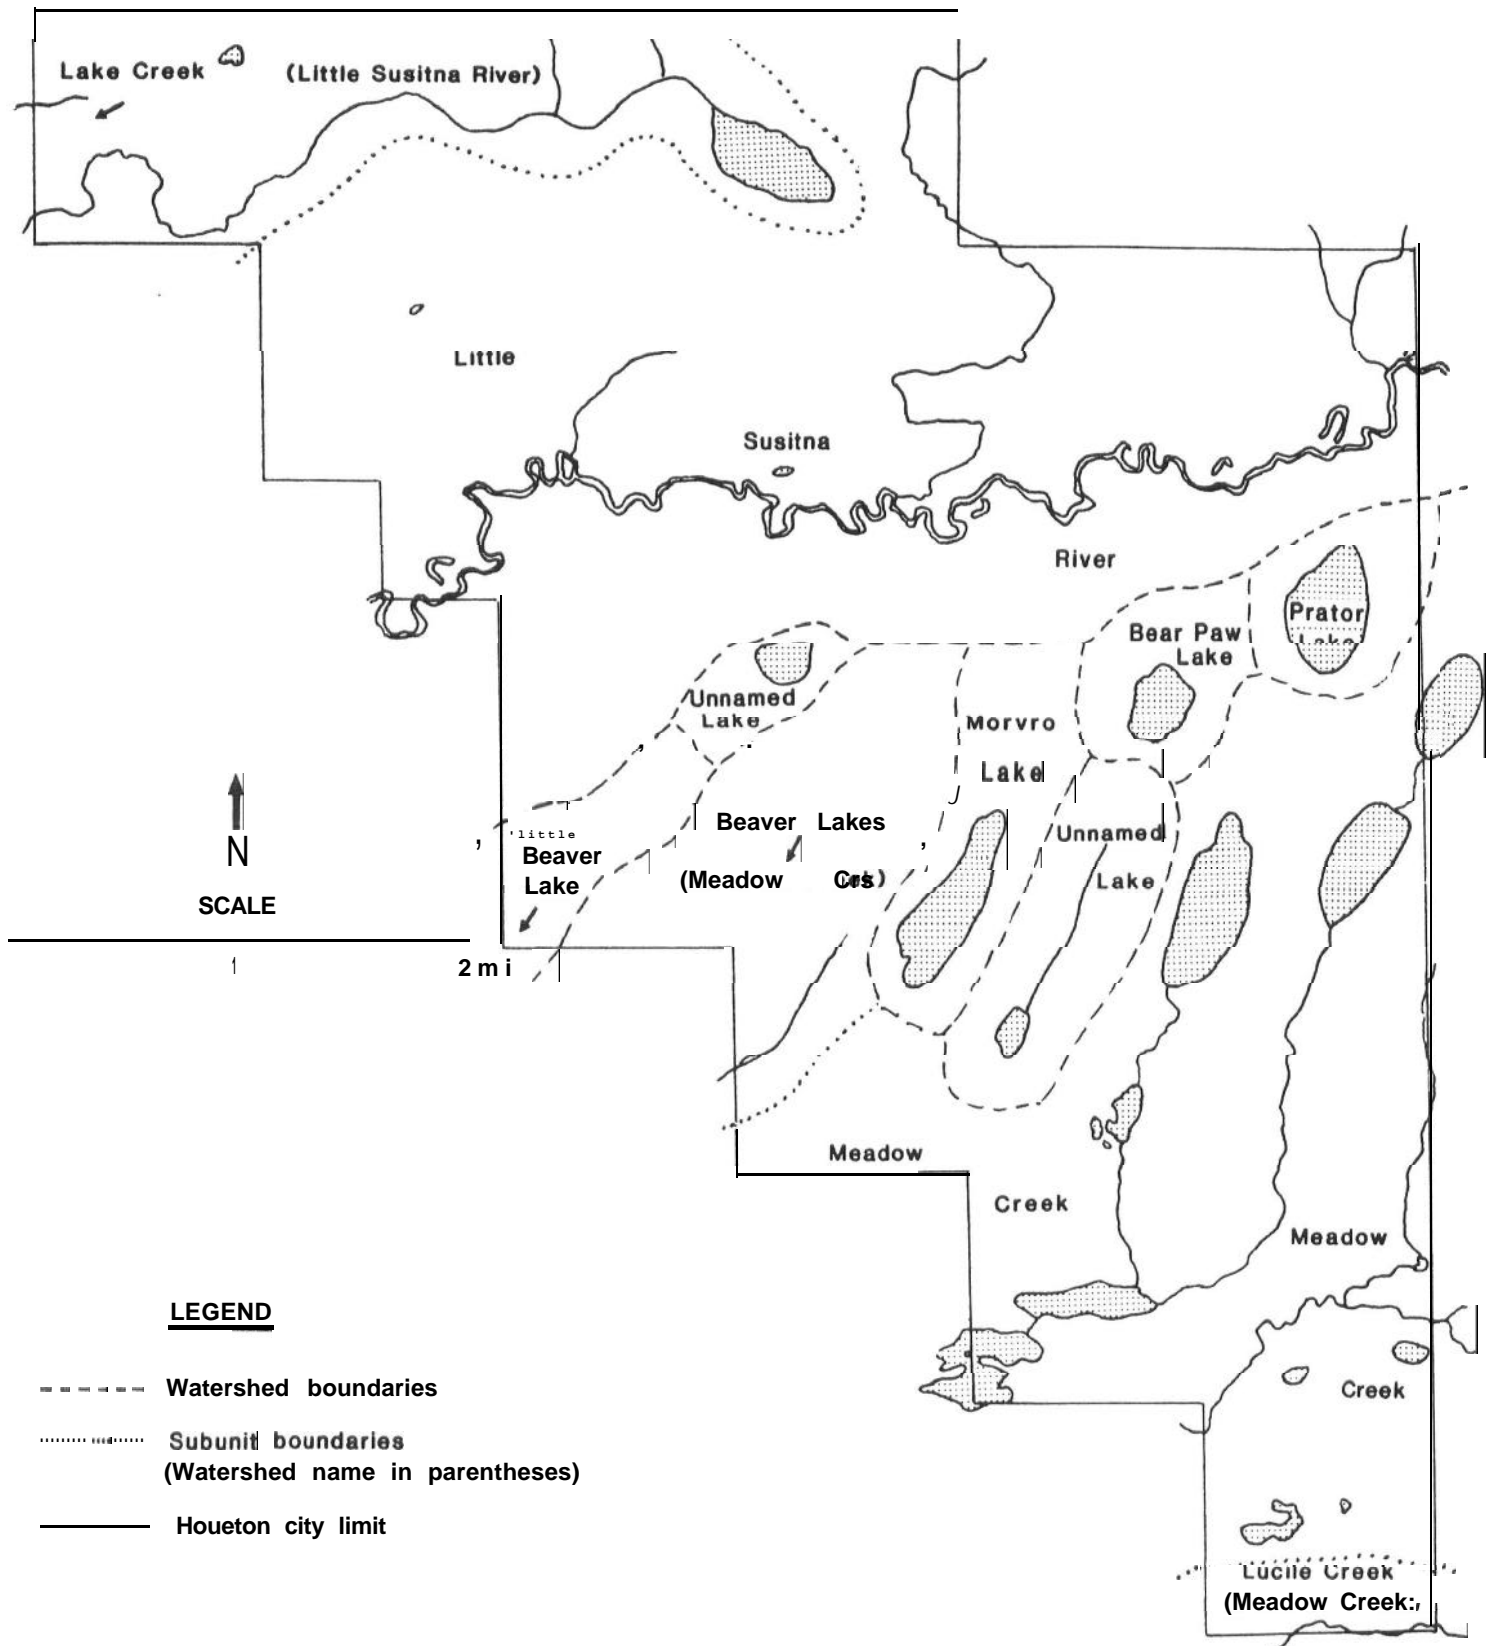 Lake Creek
(Little Susitna River)
Little
Susitna
River
Prator
Lake
Bear Paw
Lake
Unnamed
Lake
Morvro
Lake
'little
Beaver
Lake
Beaver Lakes
(Meadow
Unnamed
Lake
N
SCALE
1
2 mi
Meadow
Creek
Meadow
Creek
LEGEND
Watershed boundaries
Subunit boundaries
(Watershed name in parentheses)
Houeton city limit
Lucile Creek
(Meadow Creek:,